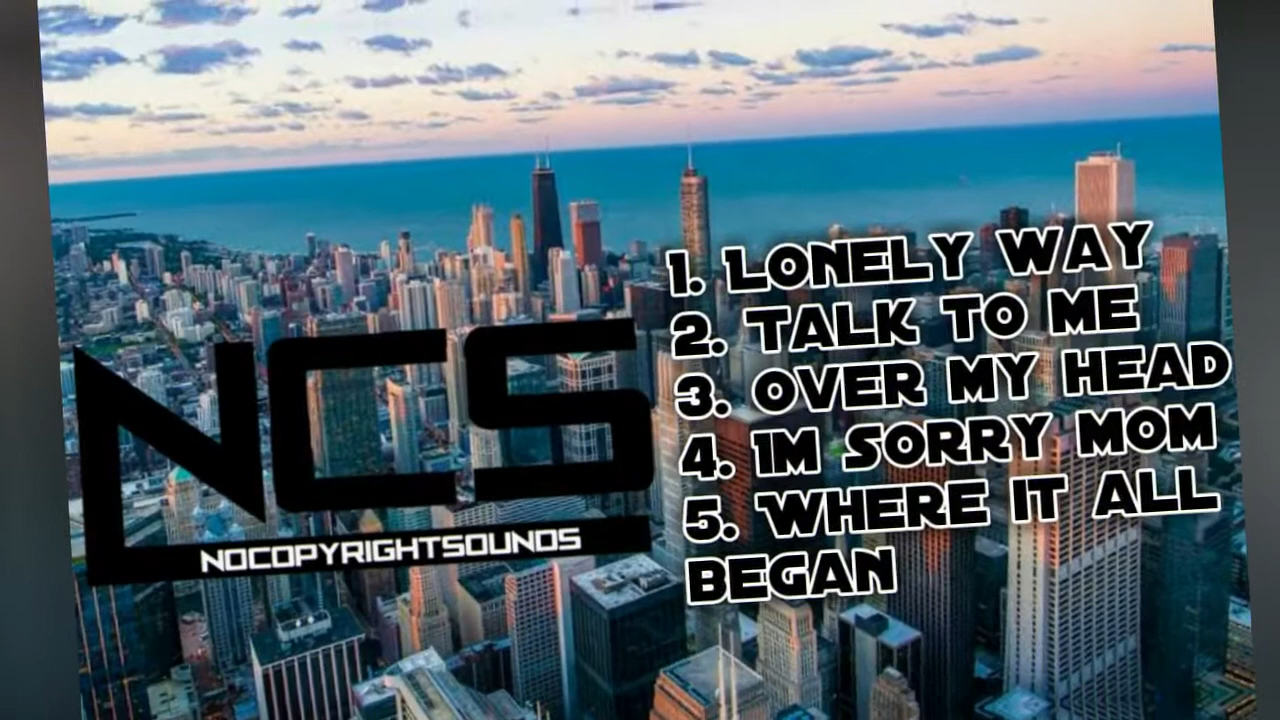 NCS
NOCOPYRIGHTSOUNDS
1. LONELY WAY
2. TALK TO ME
3. OVER MY HEAD
4. IM SORRY MOM
5. WHERE IT ALL
BEGAN